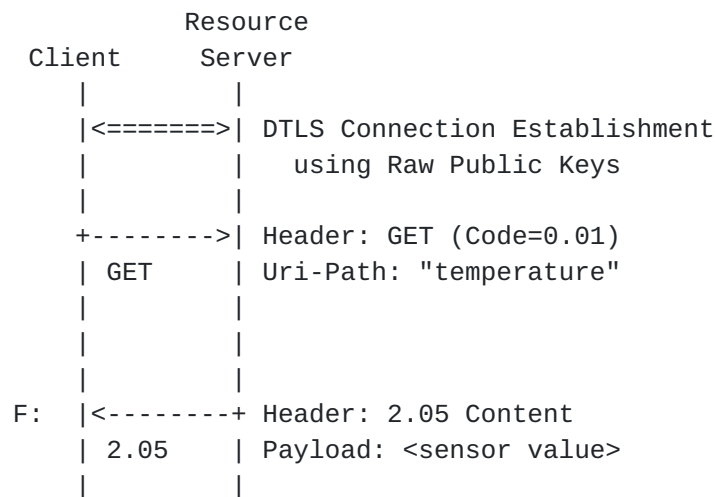 Resource
Client Server
| |
|<=======>| DTLS Connection Establishment
| | using Raw Public Keys
| |
+-------->| Header: GET (Code=0.01)
| GET | Uri-Path: "temperature"
| |
| |
| |
F: |<--------+ Header: 2.05 Content
| 2.05 | Payload: <sensor value>
| |